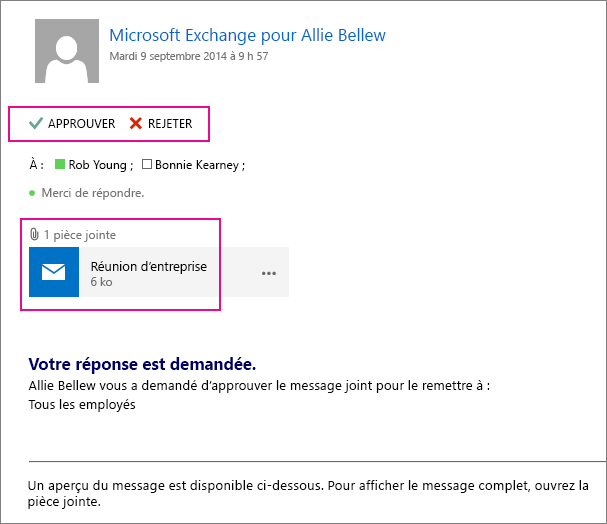 Microsoft Exchange pour Allie Bellew
Mardi 9 septembre 2014 à 9 h 57
APPROUVER REJETER
À : Rob Young ; Bonnie Kearney ;
Merci de répondre.
1 pièce jointe
Réunion d’entreprise
6 ko
Votre réponse est demandée.
Allie Bellew vous a demandé d’approuver le message joint pour le remettre à :
Tous les employés
Un aperçu du message est disponible ci-dessous. Pour afficher le message complet, ouvrez la
pièce jointe.